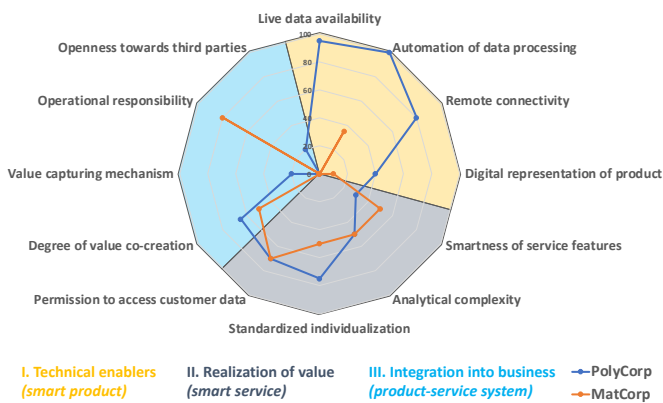 Live data availability
Openness towards third parties
Automation of data processing
Operational responsibility
Remote connectivity
Value capturing mechanism
Digital representation of product
Degree of value co-creation
Smartness of service features
Permission to access customer data
Analytical complexity
Standardized individualization
100
80
60
40
20
0
I. Technical enablers
(smart product)
II. Realization of value
(smart service)
III. Integration into business
(product-service system)
PolyCorp
MatCorp